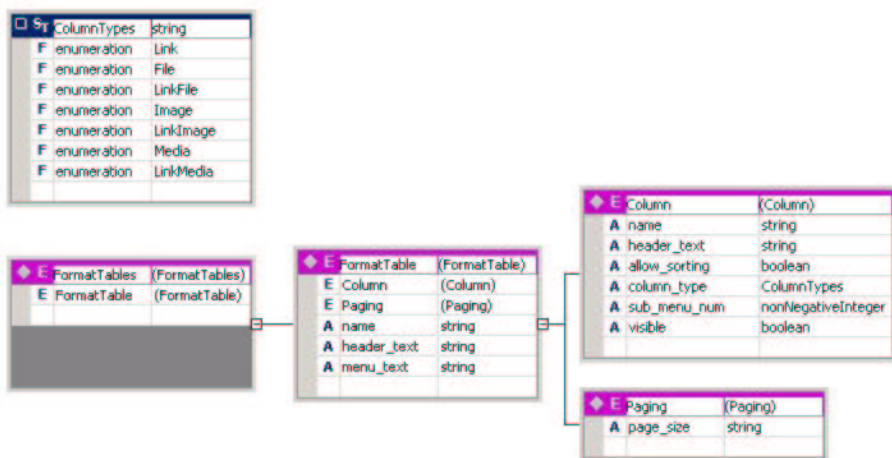 ST ColumnTypes string
F enumeration Link
F enumeration File
F enumeration LinkFile
F enumeration Image
F enumeration LinkImage
F enumeration Media
F enumeration LinkMedia
E FormatTables (FormatTables)
E FormatTable (FormatTable)
E FormatTable (FormatTable)
E Column (Column)
E Paging (Paging)
A name string
A header_text string
A menu_text string
E Column (Column)
A name string
A header_text string
A allow_sorting boolean
A column_type ColumnTypes
A sub_menu_num nonNegativeInteger
A visible boolean
E Paging (Paging)
A page_size string